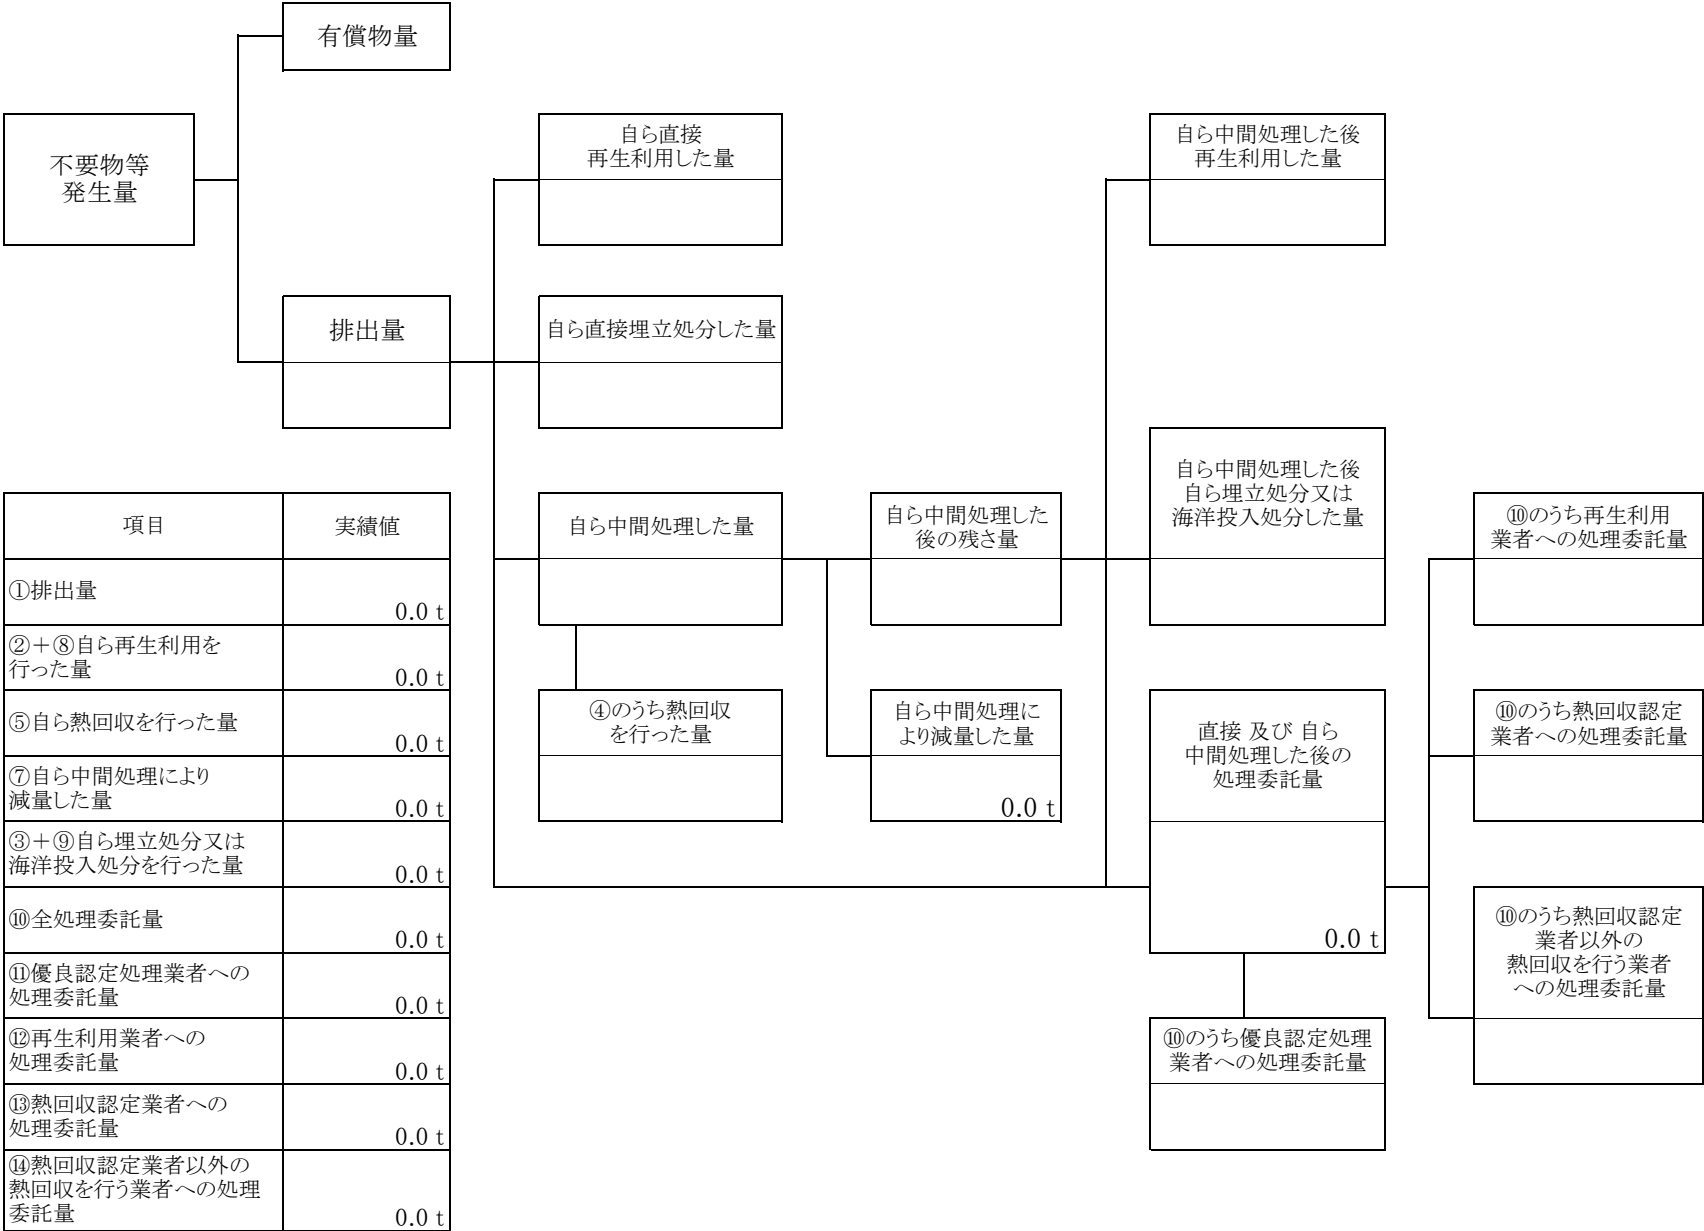 有償物量
不要物等
発生量
自ら直接
再生利用した量
自ら中間処理した後
再生利用した量
排出量
自ら直接埋立処分した量
自ら中間処理した後
自ら埋立処分又は
海洋投入処分した量
自ら中間処理した量
自ら中間処理した
後の残さ量
⑩のうち再生利用
業者への処理委託量
④のうち熱回収
を行った量
自ら中間処理に
より減量した量
0.0 t
直接 及び 自ら
中間処理した後の
処理委託量
0.0 t
⑩のうち熱回収認定
業者への処理委託量
⑩のうち熱回収認定
業者以外の
熱回収を行う業者
への処理委託量
⑩のうち優良認定処理
業者への処理委託量
項目 実績値
①排出量
0.0 t
②＋⑧自ら再生利用を
行った量
0.0 t
⑤自ら熱回収を行った量
0.0 t
⑦自ら中間処理により
減量した量
0.0 t
③＋⑨自ら埋立処分又は
海洋投入処分を行った量
0.0 t
⑩全処理委託量
0.0 t
⑪優良認定処理業者への
処理委託量
0.0 t
⑫再生利用業者への
処理委託量
0.0 t
⑬熱回収認定業者への
処理委託量
0.0 t
⑭熱回収認定業者以外の
熱回収を行う業者への処理
委託量
0.0 t